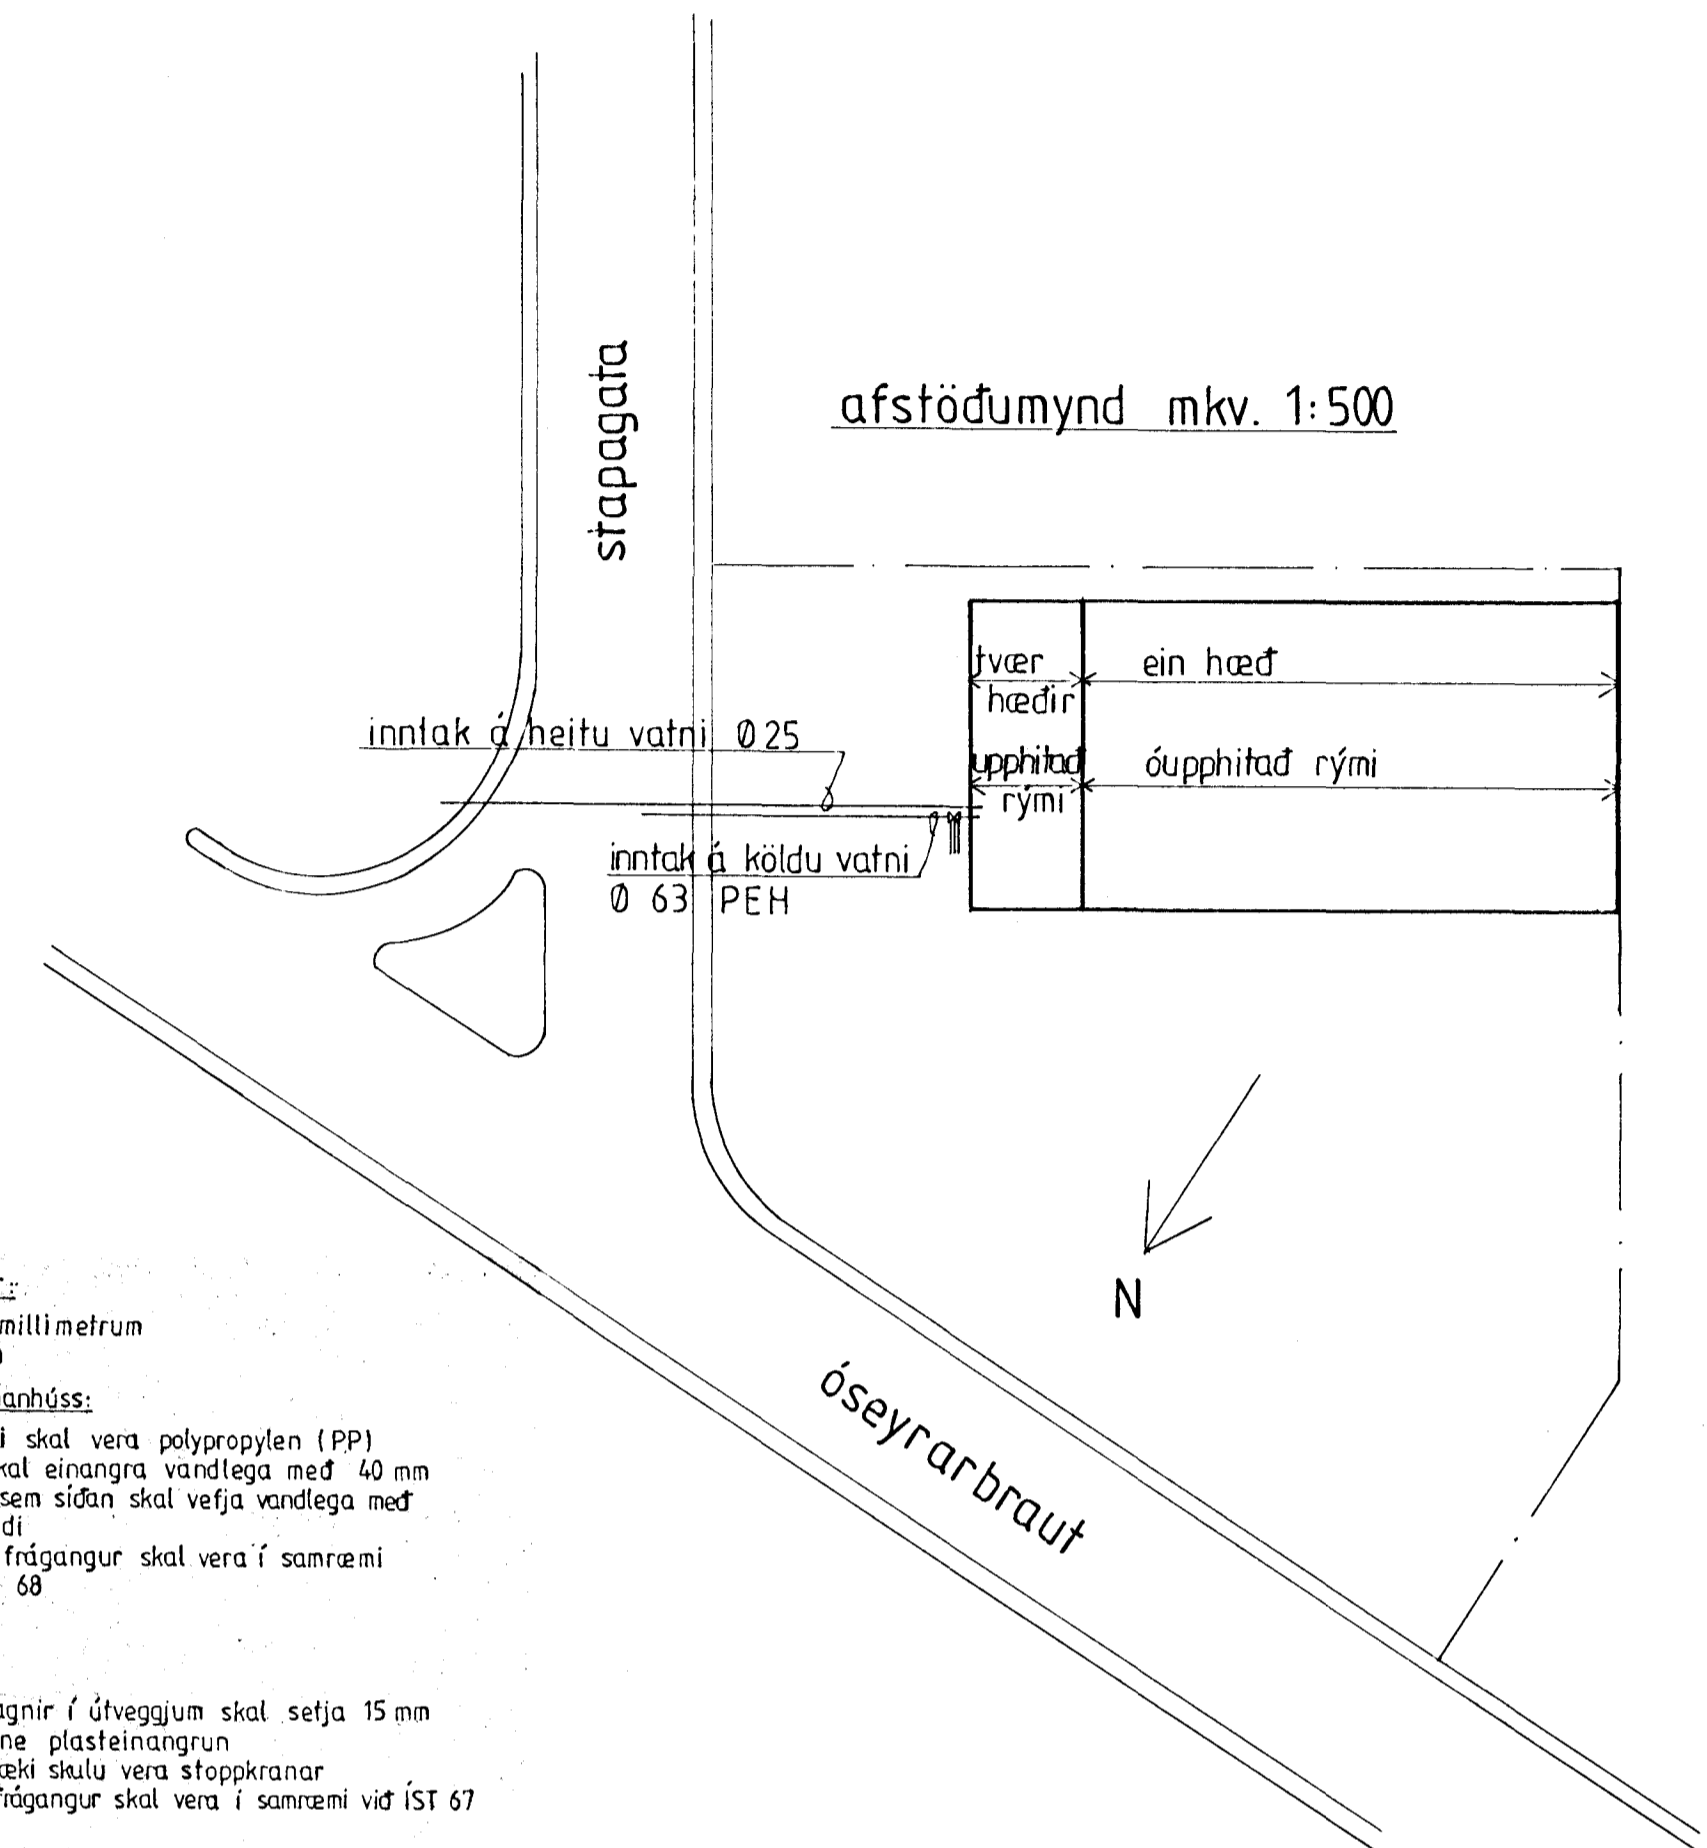 stapagata
afstöðumynd mkv. 1:500
tvær
hæðir
ein hæð
upphitað
rými
óupphitað rými
inntak á heitu vatni Ø 25
inntak á köldu vatni
Ø 63 PEH
N
óseyrarbraut
millimetrum
anhúss:
i skal vera polypropylen (PP)
kal einangra vandlega með 40 mm
sem síðan skal vefja vandlega með
di
frágangur skal vera í samræmi
68
agnir í útveggjum skal setja 15 mm
ne plasteinangrun
æki skulu vera stoppkranar
frágangur skal vera í samræmi við ÍST 67